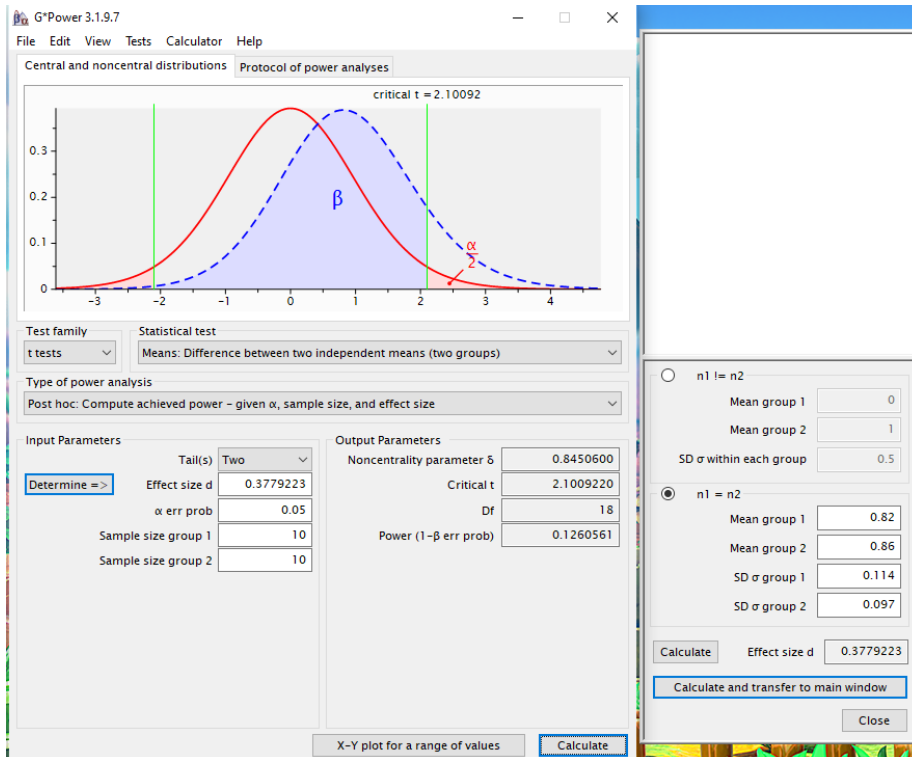 G*Power 3.1.9.7
File Edit View Tests Calculator Help
Central and noncentral distributions Protocol of power analyses
critical t = 2.10092
0.3
0.2
0.1
0
β
α
2
-3 -2 -1 0 1 2 3 4
Test family Statistical test
t tests Means: Difference between two independent means (two groups)
Type of power analysis
Post hoc: Compute achieved power - given α, sample size, and effect size
Input Parameters
Tail(s) Two
Determine => Effect size d 0.3779223
α err prob 0.05
Sample size group 1 10
Sample size group 2 10
Output Parameters
Noncentrality parameter δ 0.8450600
Critical t 2.1009220
Df 18
Power (1-β err prob) 0.1260561
X-Y plot for a range of values Calculate
n1 != n2
Mean group 1 0
Mean group 2 1
SD σ within each group 0.5
n1 = n2
Mean group 1 0.82
Mean group 2 0.86
SD σ group 1 0.114
SD σ group 2 0.097
Calculate Effect size d 0.3779223
Calculate and transfer to main window
Close